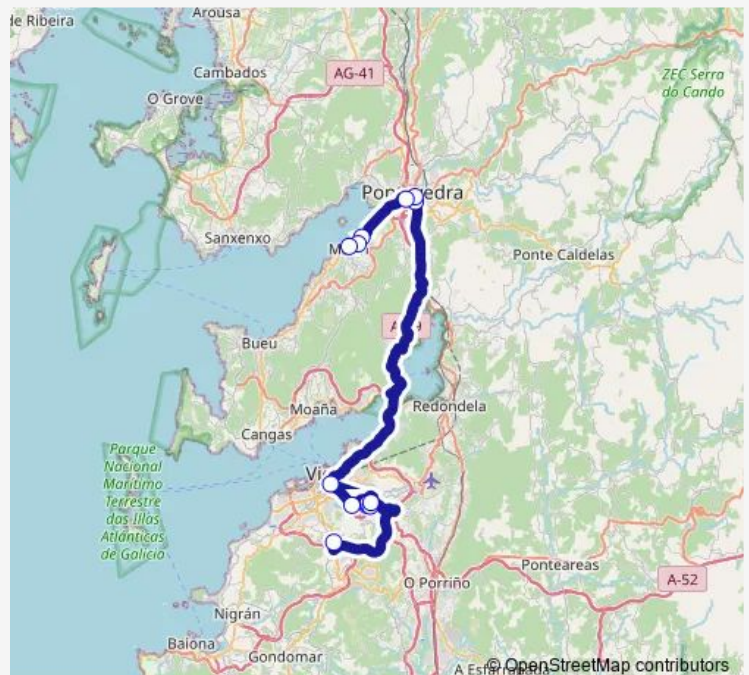 de Ribeira
Arousa
Cambados
AG-41
O Grove
ZEC Serra
do Cando
Sanxenxo
Ponte Caldelas
Bueu
Moaña
Redondela
Cangas
Parque
Nacional
Marítimo
Terrestre
das Illas
Atlánticas
de Galicia
O Porriño
Ponteareas
A-52
Nigrán
Baiona
Gondomar
© OpenStreetMap contributors